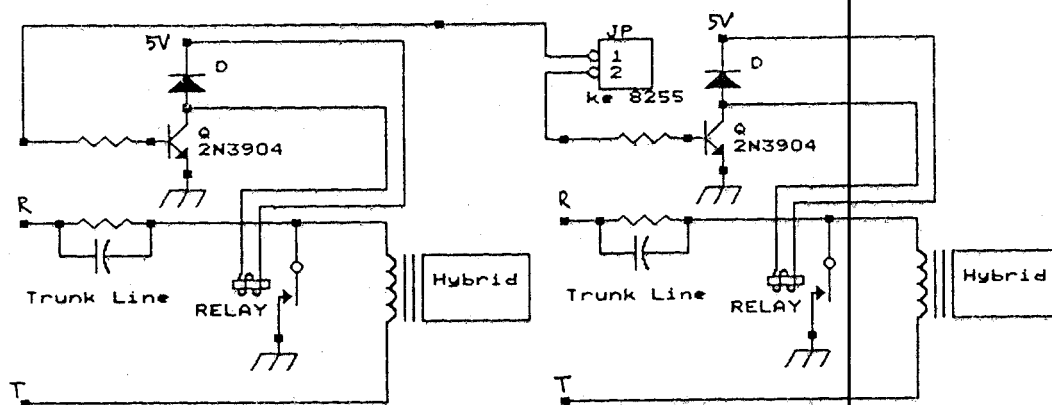 JP
5V
D
1
2
ke 8255
Q
2N3904
R
Trunk Line
RELAY
Hybrid
T
5V
D
Q
2N3904
R
Trunk Line
RELAY
Hybrid
T